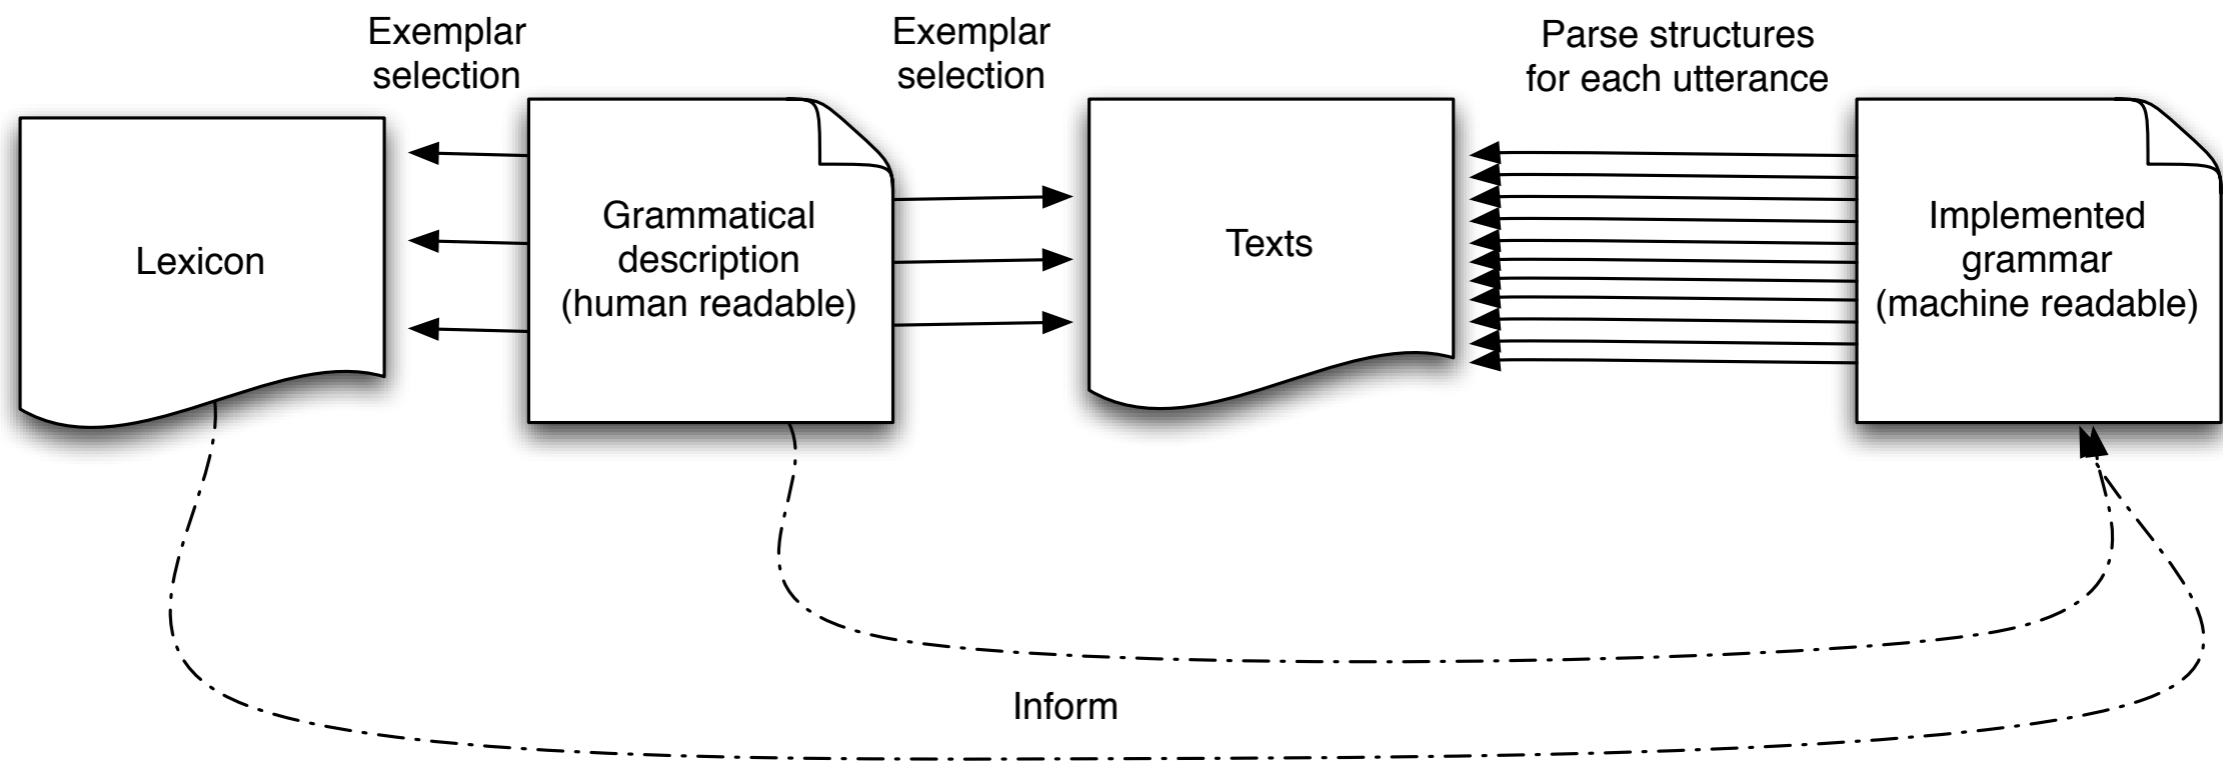 Exemplar
selection
Exemplar
selection
Parse structures
for each utterance
Lexicon
Grammatical
description
(human readable)
Texts
Implemented
grammar
(machine readable)
Inform